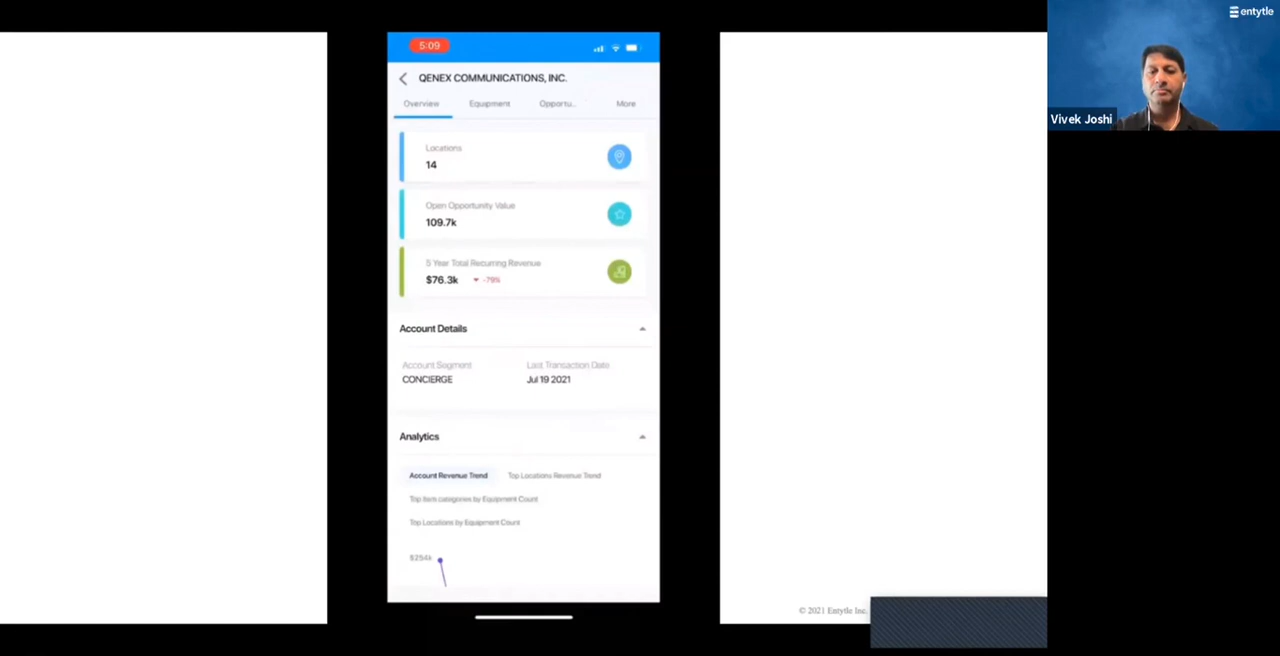 5:09
QENEX COMMUNICATIONS, INC.
Overview Equipment Opportu... More
Locations
14
Open Opportunity Value
109.7k
5 Year Total Recurring Revenue
$76.3k -79%
Account Details
Account Segment Last Transaction Date
CONCIERGE Jul 19 2021
Analytics
Account Revenue Trend Top Locations Revenue Trend
Top item categories by Equipment Count
Top Locations by Equipment Count
$254k
© 2021 Entytle Inc.
entytle
Vivek Joshi